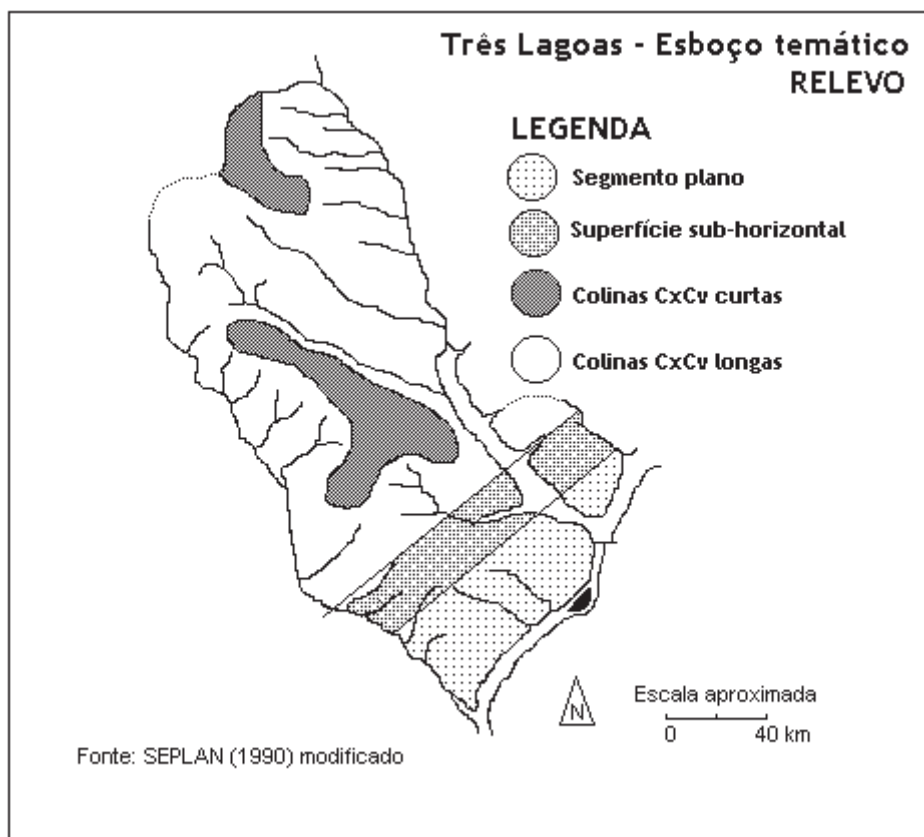 Três Lagoas - Esboço temático
RELEVO
LEGENDA
Segmento plano
Superfície sub-horizontal
Colinas CxCv curtas
Colinas CxCv longas
N
Escala aproximada
0 40 km
Fonte: SEPLAN (1990) modificado